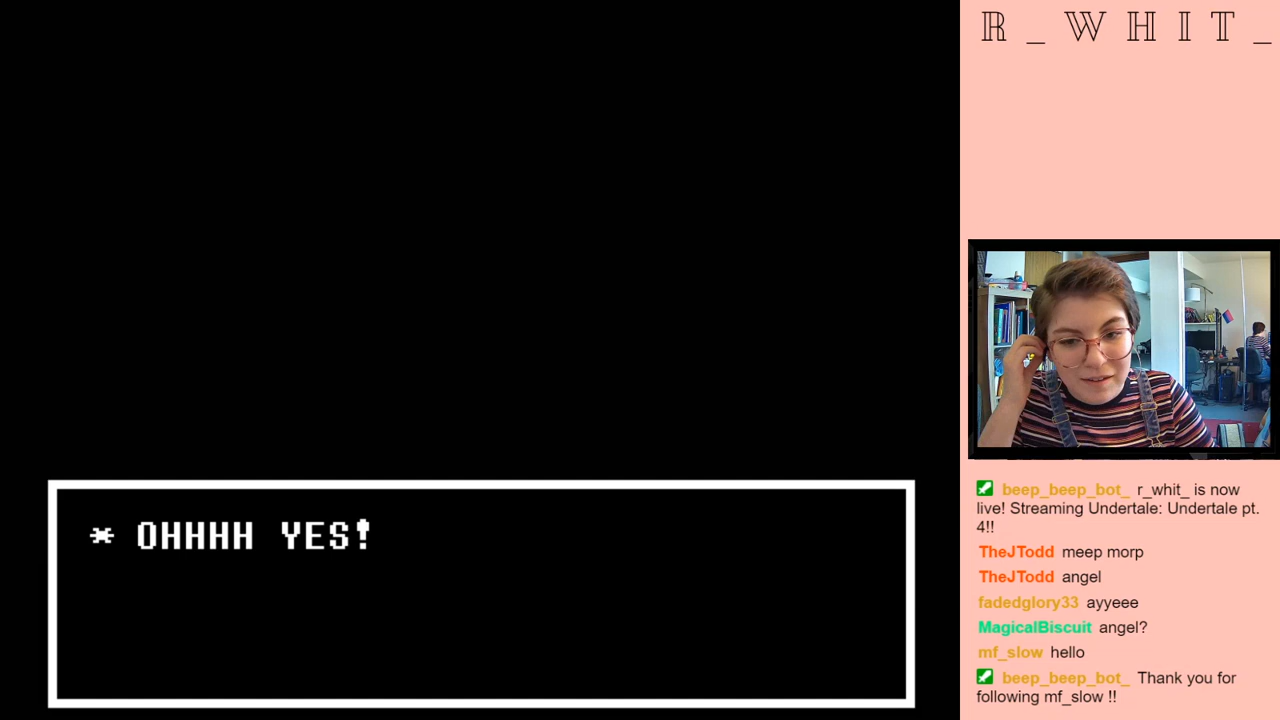 R_WHIT_
* OHHHH YES!
beep_beep_bot_ r_whit_ is now
live! Streaming Undertale: Undertale pt.
4!!
TheJTodd meep morp
TheJTodd angel
fadedglory33 ayyeee
MagicalBiscuit angel?
mf_slow hello
beep_beep_bot_ Thank you for
following mf_slow !!